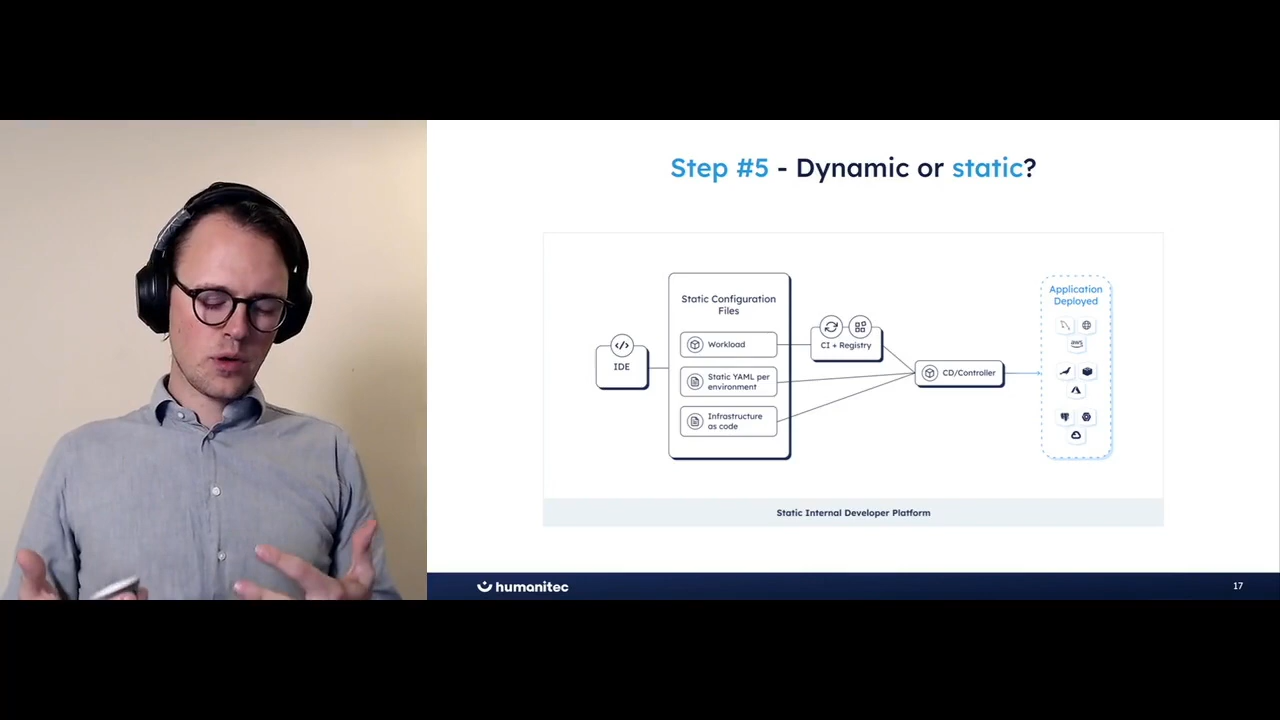 Step #5 - Dynamic or static?
Static Configuration
Files
IDE
Workload
Static YAML per
environment
Infrastructure
as code
CI + Registry
CD/Controller
Application
Deployed
aws
Static Internal Developer Platform
humanitec
17